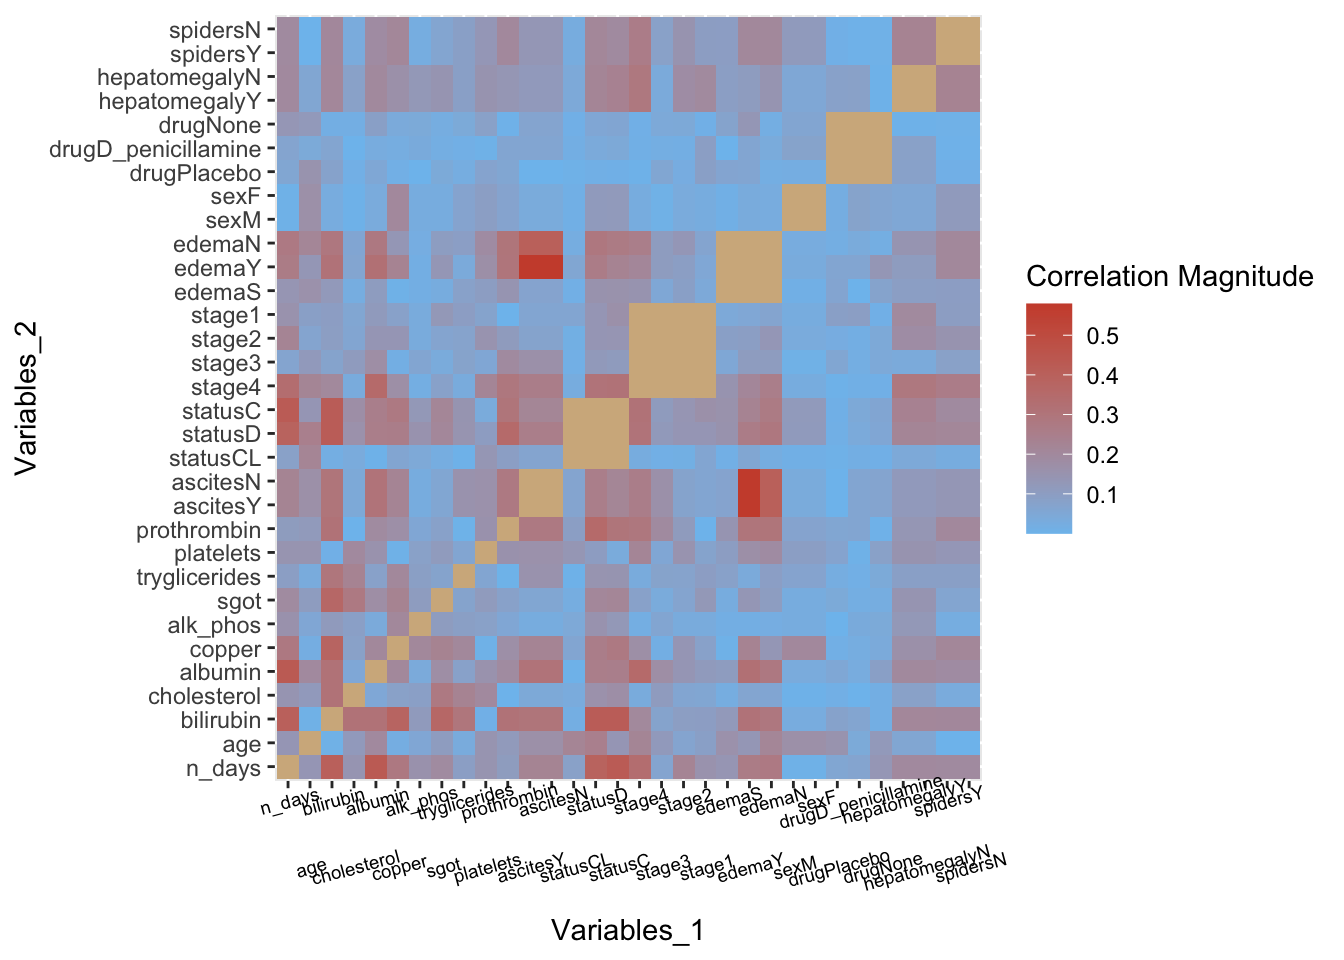 spidersN
spidersY
hepatomegalyN
hepatomegalyY
drugNone
drugD_penicillamine
drugPlacebo
sexF
sexM
edemaN
edemaY
edemaS
stage1
stage2
stage3
stage4
statusC
statusD
statusCL
ascitesN
ascitesY
prothrombin
platelets
tryglicerides
sgot
alk_phos
copper
albumin
cholesterol
bilirubin
age
n_days
Variables_2
n_days bilirubin albumin alk_phos tryglicerides prothrombin ascitesN statusD stage4 stage2 edemaS edemaN sexF drugD_penicillamine hepatomegalyY spidersY
age cholesterol copper sgot platelets ascitesY statusCL statusC stage3 stage1 edemaY sexM drugPlacebo drugNone hepatomegalyN spidersN
Variables_1
Correlation Magnitude
0.5
0.4
0.3
0.2
0.1